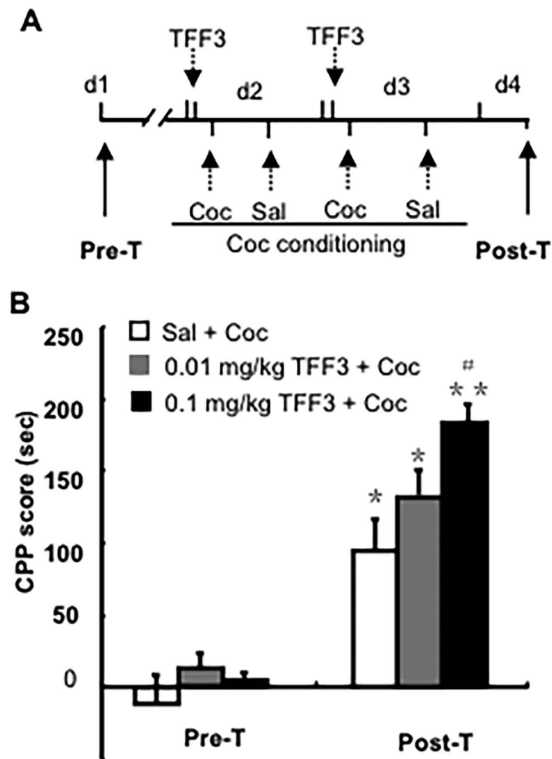 A
TFF3 TFF3
d1 d2 d3 d4
Coc Sal Coc Sal
Pre-T Coc conditioning Post-T
B
250
200
150
100
50
0
CPP score (sec)
Sal + Coc
0.01 mg/kg TFF3 + Coc
0.1 mg/kg TFF3 + Coc
#
* *
*
*
Pre-T Post-T